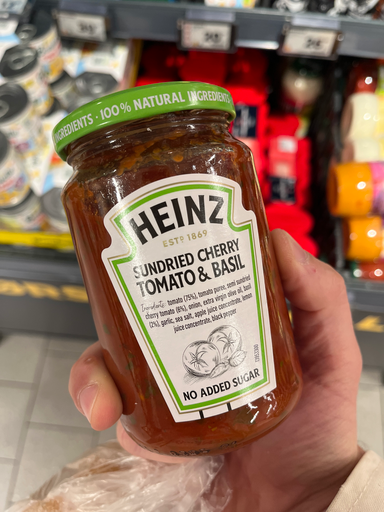 INGREDIENTS · 100% NATURAL INGREDIENTS ·
HEINZ
ESTD 1869
SUNDRIED CHERRY
TOMATO & BASIL
Ingredients: tomato (79%), tomato puree, semi sundried
cherry tomato (6%), onion, extra virgin olive oil, basil
(2%), garlic, sea salt, apple juice concentrate, lemon
juice concentrate, black pepper
NO ADDED SUGAR